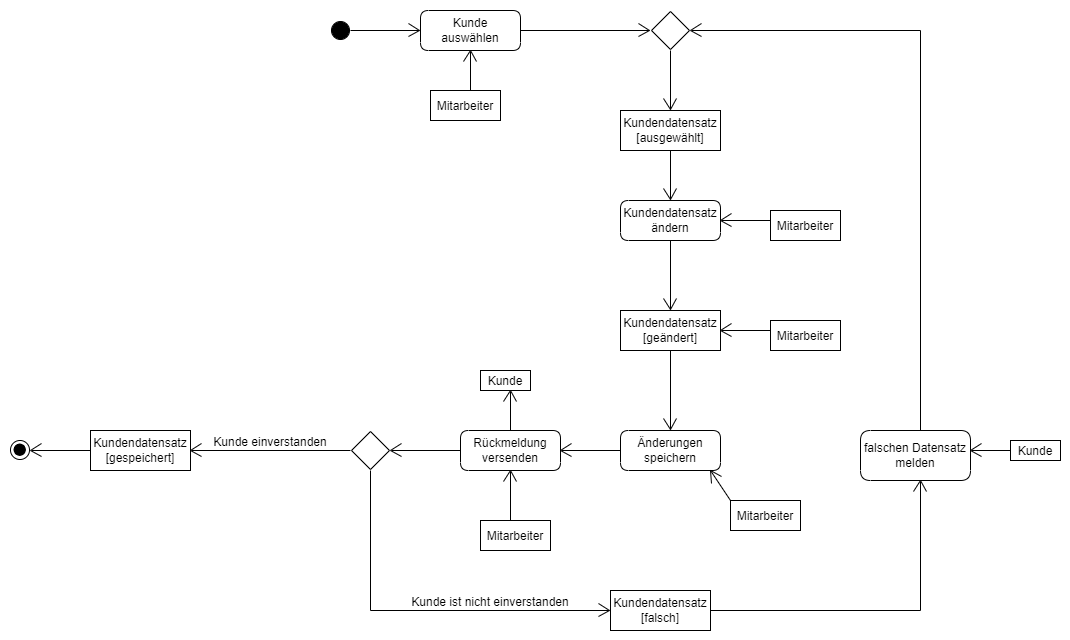 Kunde
auswählen
Mitarbeiter
Kundendatensatz
[ausgewählt]
Kundendatensatz
ändern
Mitarbeiter
Kundendatensatz
[geändert]
Mitarbeiter
Kunde
Kundendatensatz
[gespeichert]
Kunde einverstanden
Rückmeldung
versenden
Änderungen
speichern
falschen Datensatz
melden
Kunde
Mitarbeiter
Mitarbeiter
Kunde ist nicht einverstanden
Kundendatensatz
[falsch]